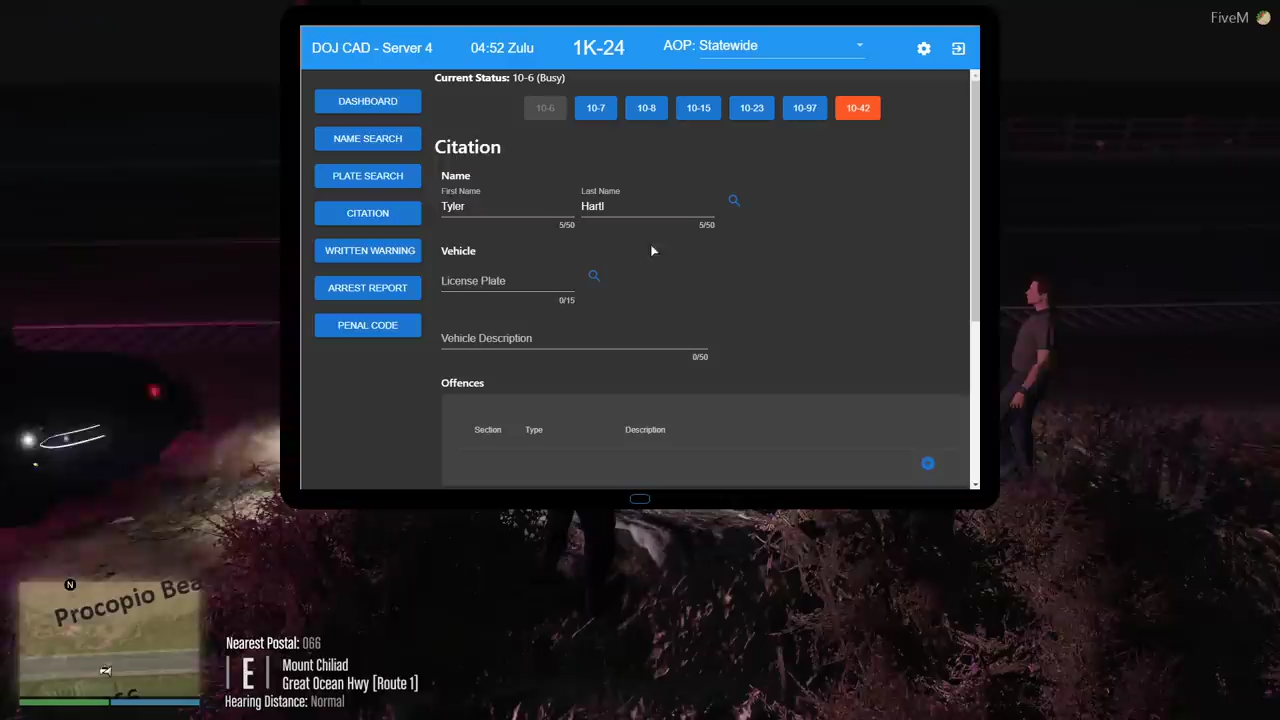 FiveM
DOJ CAD - Server 4
04:52 Zulu
1K-24
AOP: Statewide
Current Status: 10-6 (Busy)
DASHBOARD
NAME SEARCH
PLATE SEARCH
CITATION
WRITTEN WARNING
ARREST REPORT
PENAL CODE
10-6
10-7
10-8
10-15
10-23
10-97
10-42
Citation
Name
First Name
Last Name
Tyler
Hartl
5/50
5/50
Vehicle
License Plate
0/15
Vehicle Description
0/50
Offences
Section
Type
Description
N
Procopio Bea
066
Nearest Postal: 066
E
Mount Chiliad
Great Ocean Hwy [Route 1]
Hearing Distance: Normal